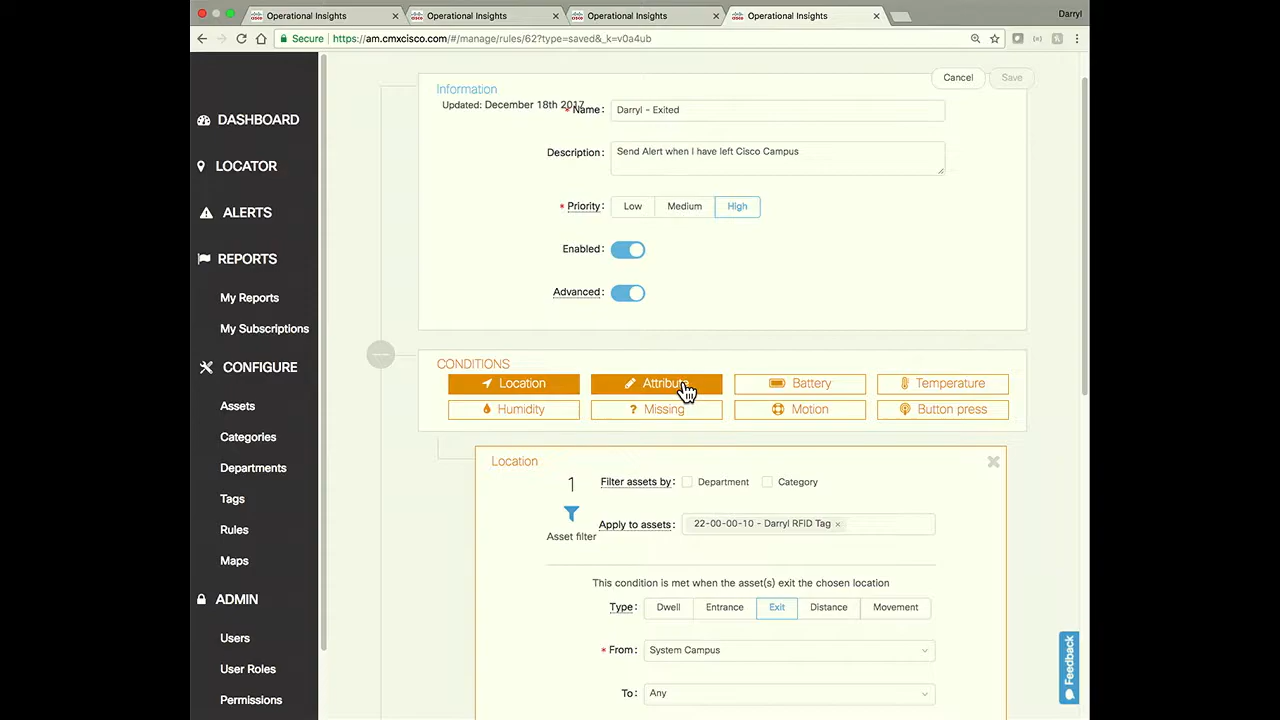 Operational Insights × Operational Insights × Operational Insights × Operational Insights × Darryl
Secure https://am.cmxcisco.com/#/manage/rules/62?type=saved&_k=v0a4ub
DASHBOARD
LOCATOR
ALERTS
REPORTS
My Reports
My Subscriptions
CONFIGURE
Assets
Categories
Departments
Tags
Rules
Maps
ADMIN
Users
User Roles
Permissions
Cancel Save
Information
Updated: December 18th 2017
* Name: Darryl - Exited
Description: Send Alert when I have left Cisco Campus
* Priority: Low Medium High
Enabled:
Advanced:
CONDITIONS
Location Attribute Battery Temperature
Humidity ? Missing Motion Button press
Location
1
Filter assets by: Department Category
Asset filter
Apply to assets: 22-00-00-10 - Darryl RFID Tag ×
This condition is met when the asset(s) exit the chosen location
Type: Dwell Entrance Exit Distance Movement
* From: System Campus
To: Any
Feedback